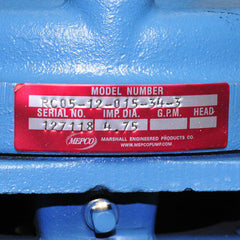 MODEL NUMBER
RC05-12-015-34-3
SERIAL NO. IMP. DIA. G.P.M. HEAD
127118 4.75
MEPCO MARSHALL ENGINEERED PRODUCTS CO.
WWW.MEPCOPUMP.COM